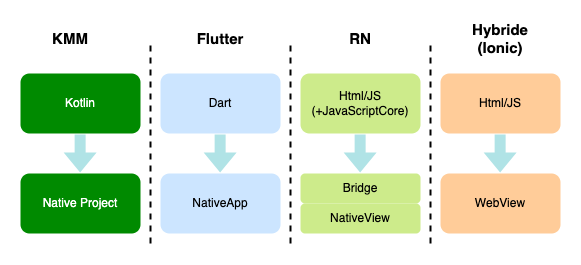 KMM
Flutter
RN
Hybride
(Ionic)
Kotlin
Dart
Html/JS
(+JavaScriptCore)
Html/JS
Native Project
NativeApp
Bridge
NativeView
WebView